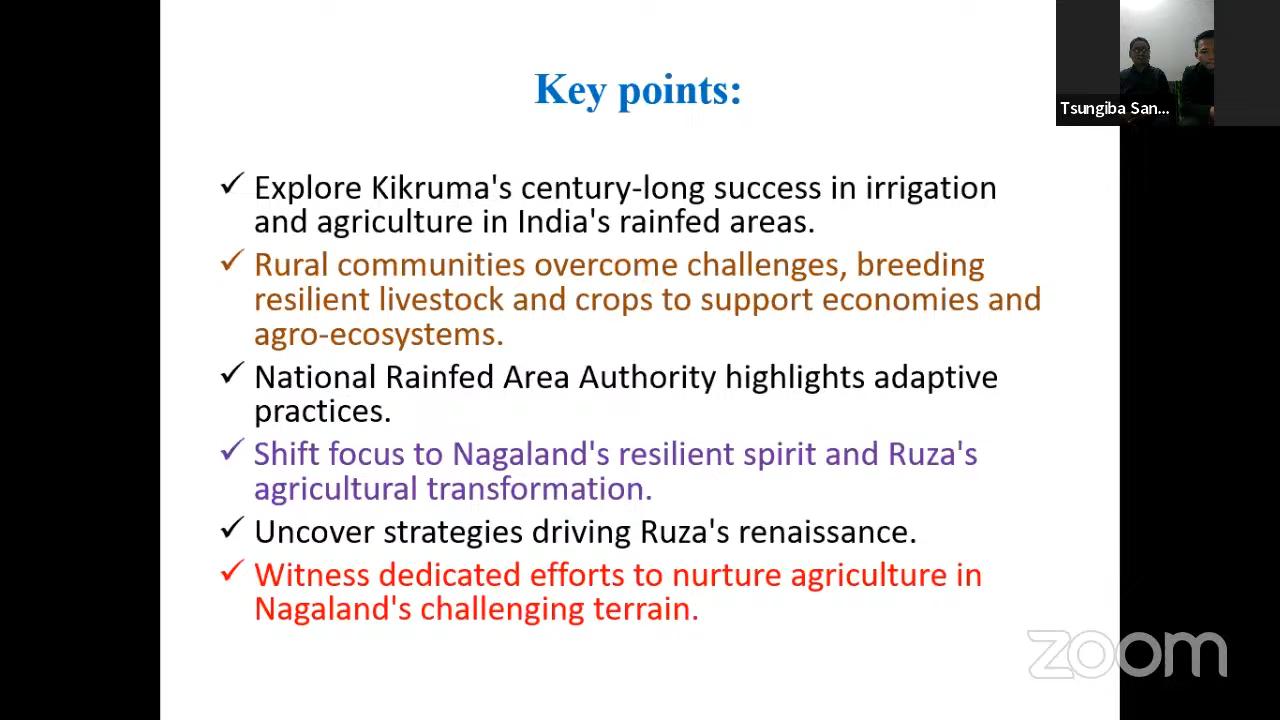 Key points:
Tsungiba San...
✓ Explore Kikruma's century-long success in irrigation
and agriculture in India's rainfed areas.
✓ Rural communities overcome challenges, breeding
resilient livestock and crops to support economies and
agro-ecosystems.
✓ National Rainfed Area Authority highlights adaptive
practices.
✓ Shift focus to Nagaland's resilient spirit and Ruza's
agricultural transformation.
✓ Uncover strategies driving Ruza's renaissance.
✓ Witness dedicated efforts to nurture agriculture in
Nagaland's challenging terrain.
zoom